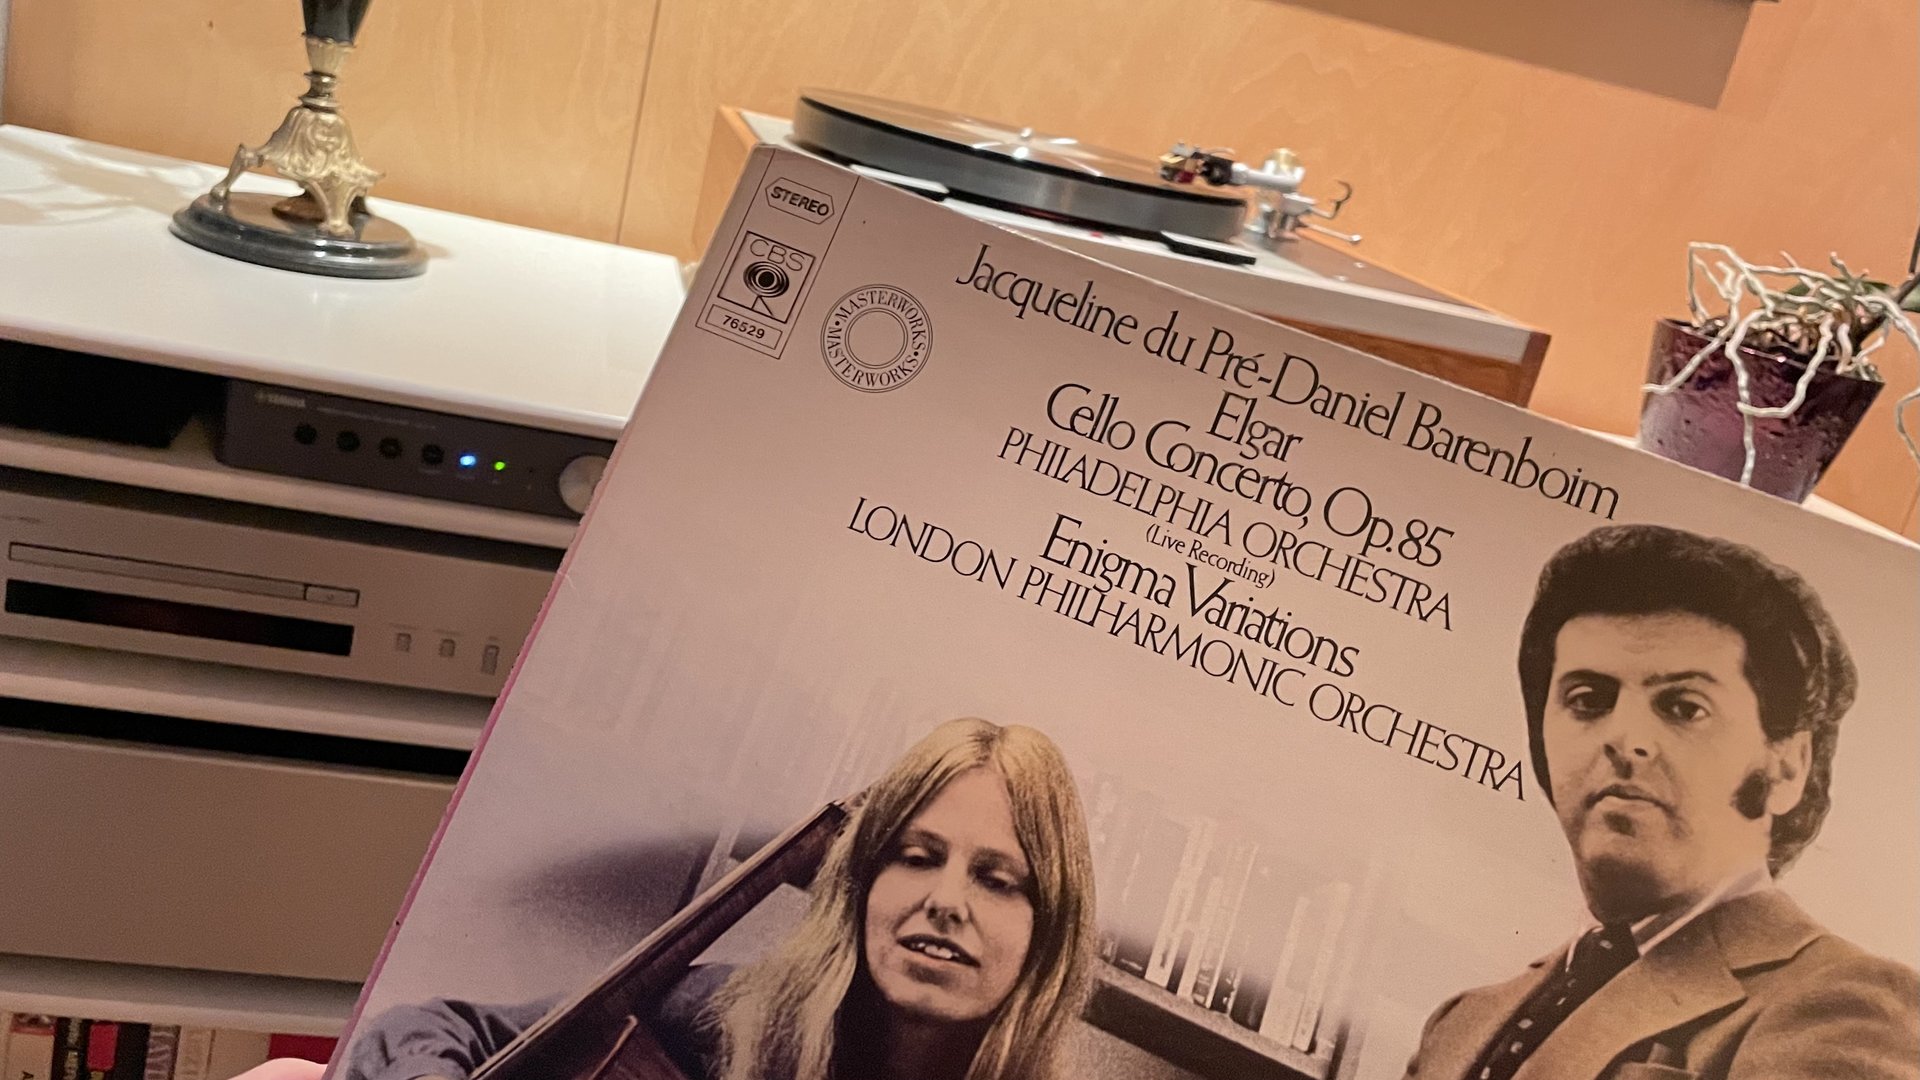 STEREO
CBS
76529
MASTERWORKS • MASTERWORKS •
Jacqueline du Pré-Daniel Barenboim
Elgar
Cello Concerto, Op.85
PHILADELPHIA ORCHESTRA
(Live Recording)
Enigma Variations
LONDON PHILHARMONIC ORCHESTRA
YAMAHA